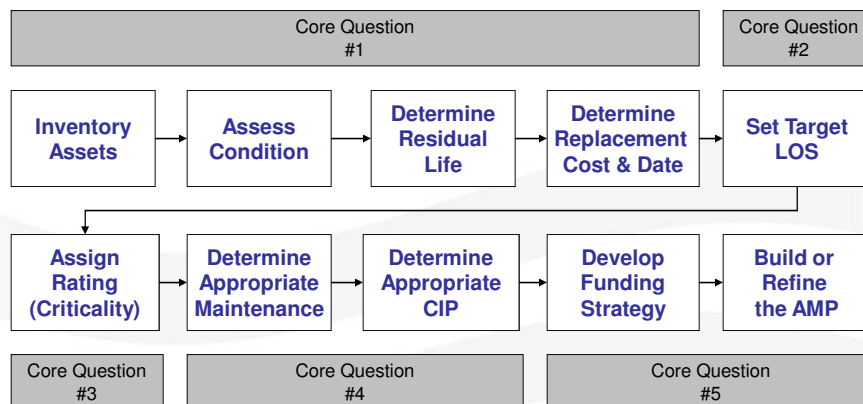 Core Question
#1
Core Question
#2
Inventory
Assets
Assess
Condition
Determine
Residual
Life
Determine
Replacement
Cost & Date
Set Target
LOS
Assign
Rating
(Criticality)
Determine
Appropriate
Maintenance
Determine
Appropriate
CIP
Develop
Funding
Strategy
Build or
Refine
the AMP
Core Question
#3
Core Question
#4
Core Question
#5